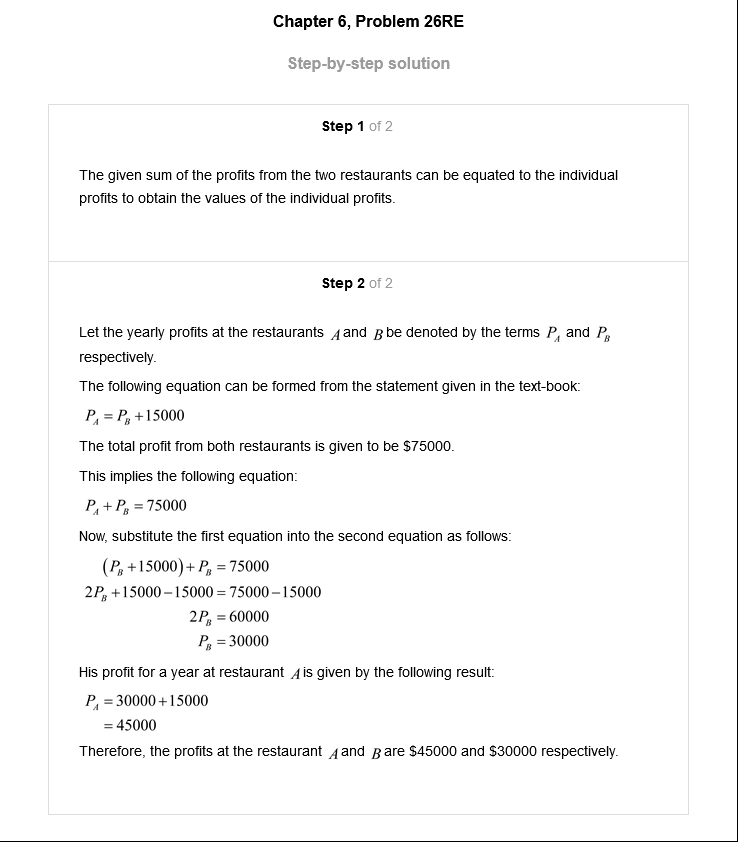 Chapter 6, Problem 26RE
Step-by-step solution
Step 1 of 2
The given sum of the profits from the two restaurants can be equated to the individual
profits to obtain the values of the individual profits.
Step 2 of 2
Let the yearly profits at the restaurants A and B be denoted by the terms P_A and P_B
respectively.
The following equation can be formed from the statement given in the text-book:
P_A = P_B + 15000
The total profit from both restaurants is given to be $75000.
This implies the following equation:
P_A + P_B = 75000
Now, substitute the first equation into the second equation as follows:
(P_B + 15000) + P_B = 75000
2P_B + 15000 − 15000 = 75000 − 15000
2P_B = 60000
P_B = 30000
His profit for a year at restaurant A is given by the following result:
P_A = 30000 + 15000
= 45000
Therefore, the profits at the restaurant A and B are $45000 and $30000 respectively.